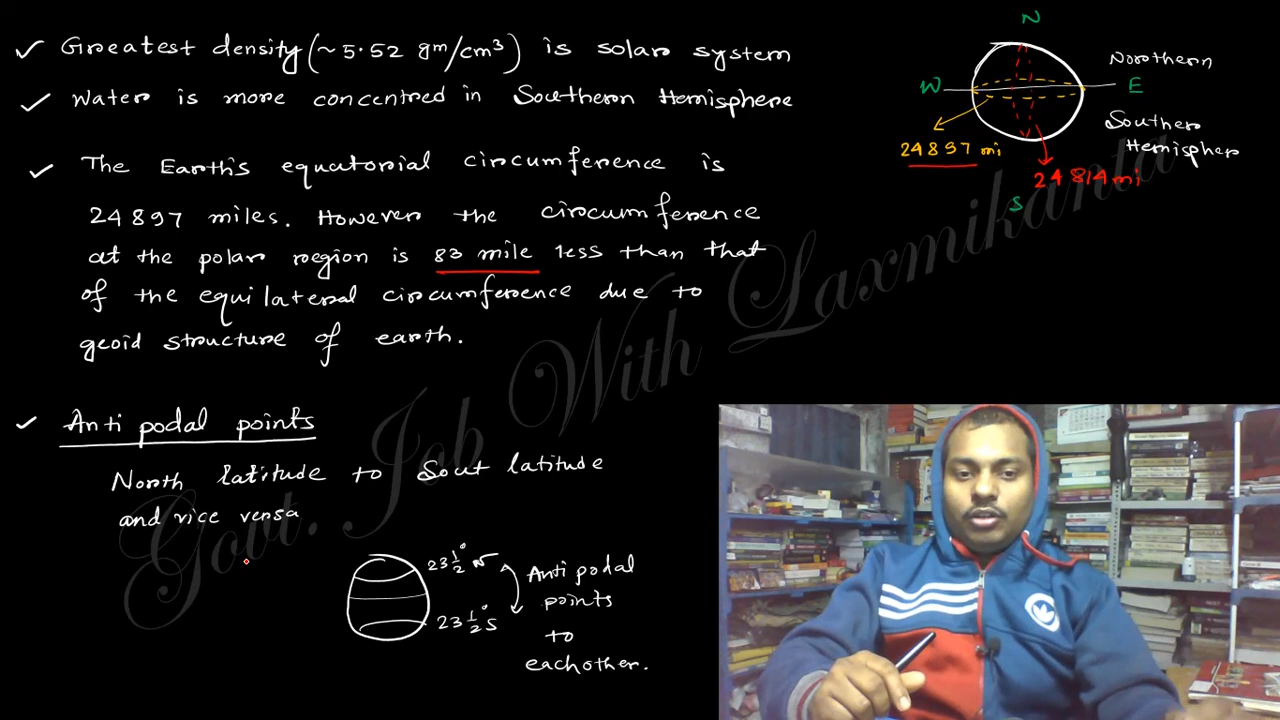 ✓ Greatest density (~5.52 gm/cm³) is solar system
✓ Water is more concentred in Southern Hemisphere
✓ The Earth's equatorial circumference is
24897 miles. However the circumference
at the polar region is 83 mile less than that
of the equilateral circumference due to
geoid structure of earth.
✓ Anti podal points
North latitude to Sout latitude
and vice versa
23½° N
23½° S
Anti podal
points
to
eachother.
N
W
E
S
Northern
Southern
Hemispher
24897 mi
24814 mi
Govt. Job With Laxmikanta